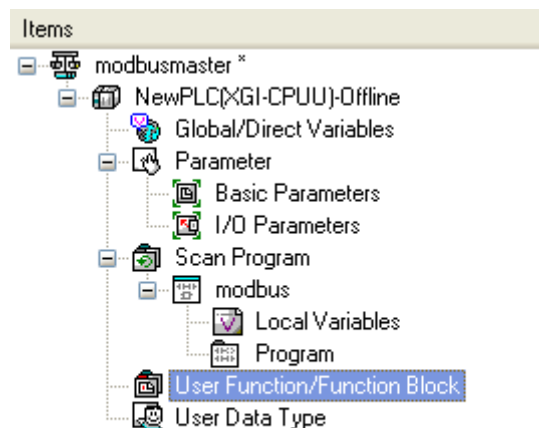 Items
modbusmaster *
NewPLC(XGI-CPUU)-Offline
Global/Direct Variables
Parameter
Basic Parameters
I/O Parameters
Scan Program
modbus
Local Variables
Program
User Function/Function Block
User Data Type